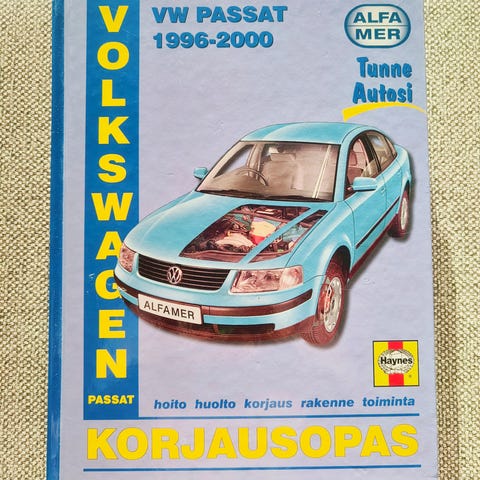 VOLKSWAGEN
PASSAT
VW PASSAT
1996-2000
ALFA
MER
Tunne
Autosi
ALFAMER
Haynes
hoito huolto korjaus rakenne toiminta
KORJAUSOPAS